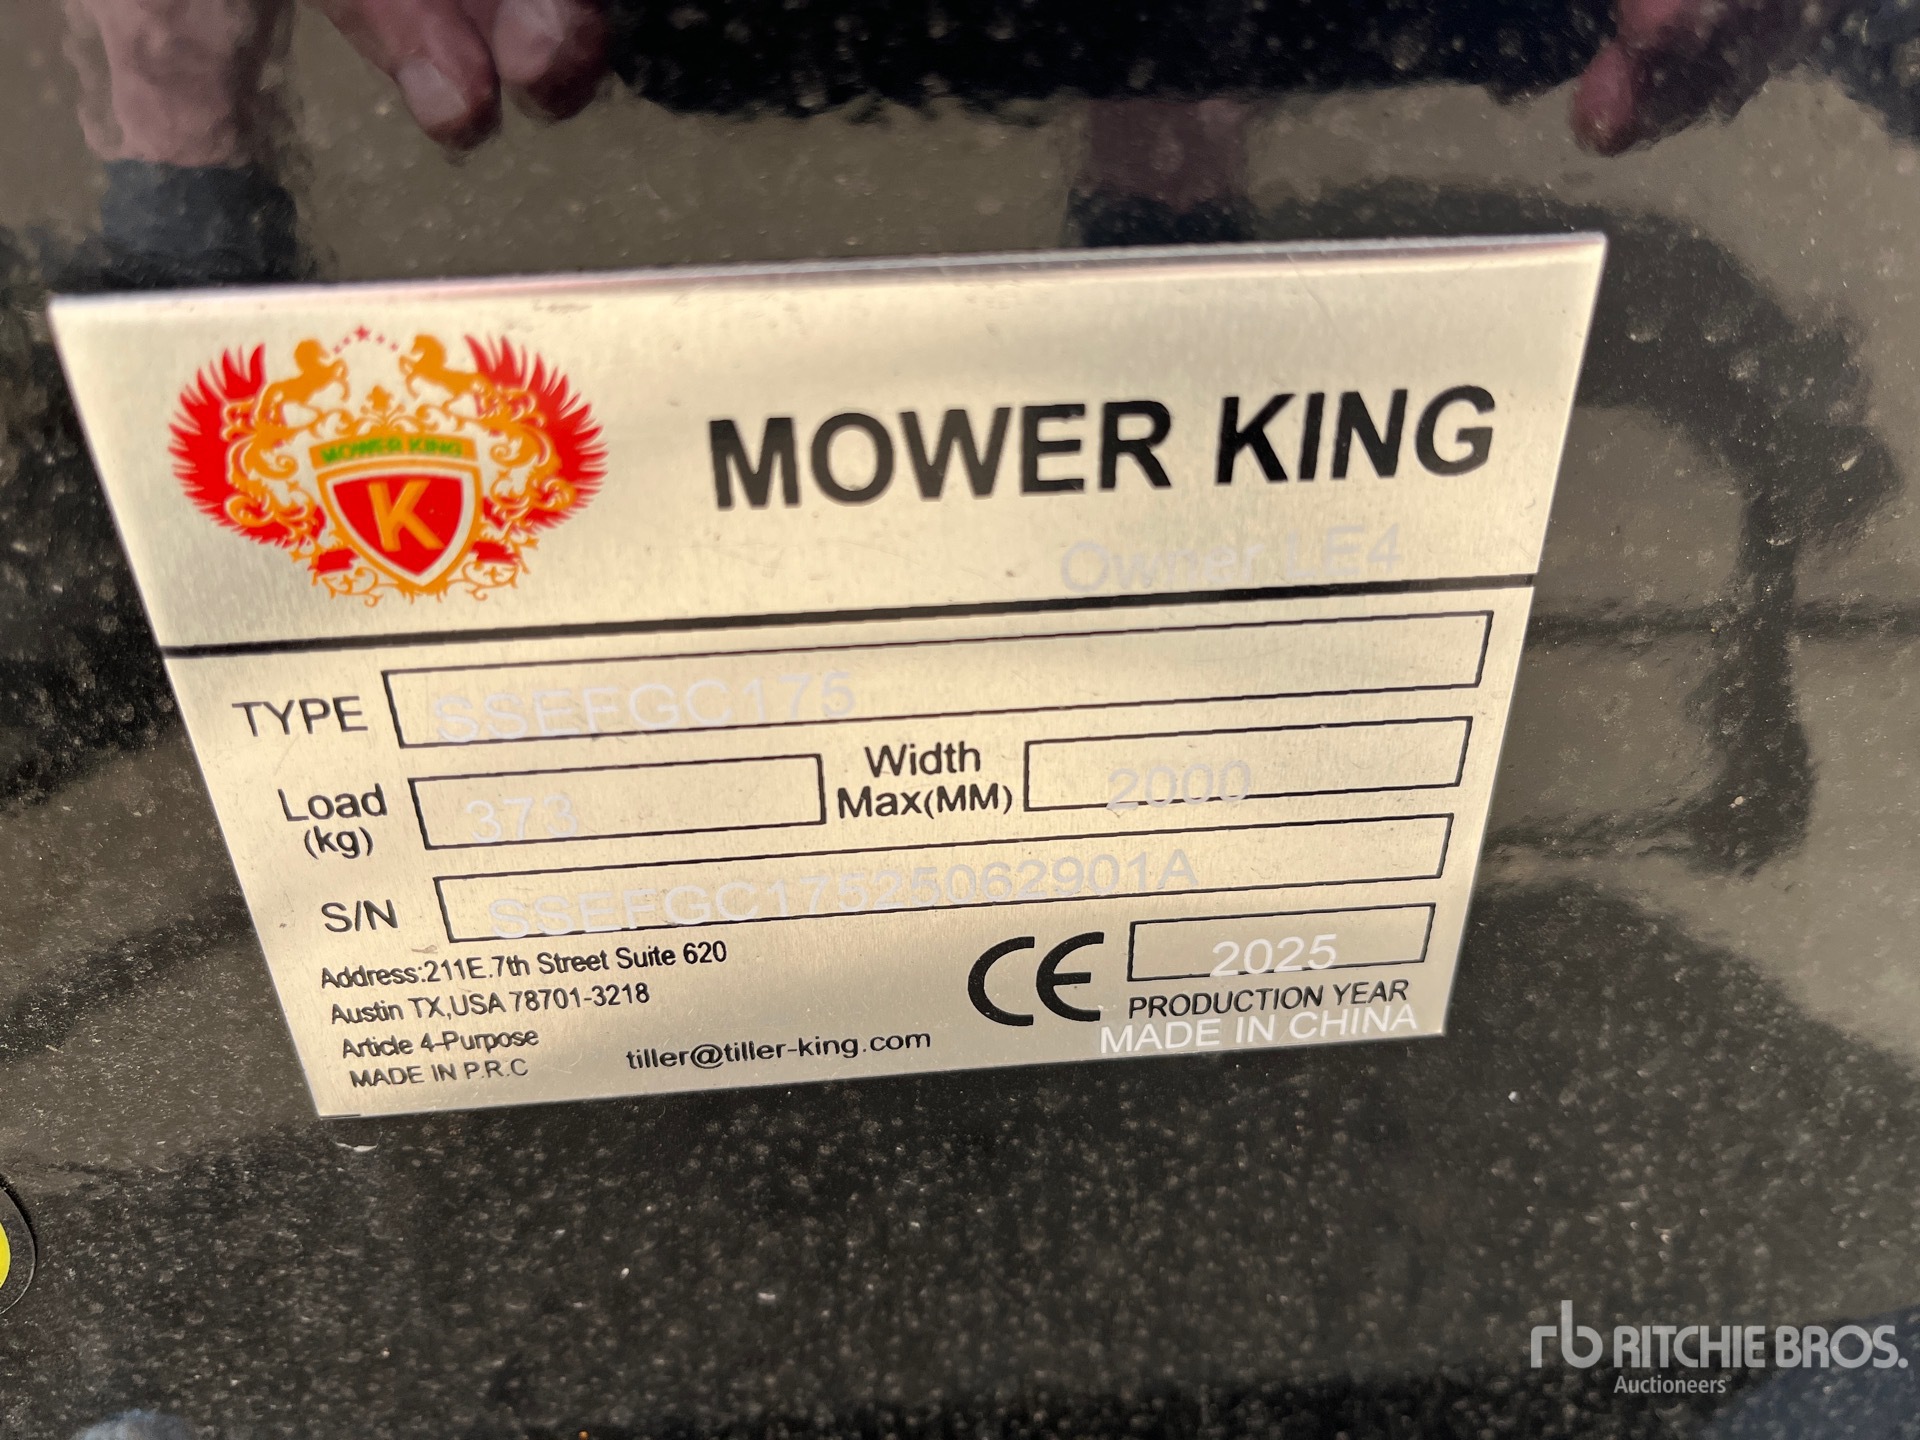 MOWER KING
K
MOWER KING
Owner LE4
TYPE SSEFGC175
Load (kg) 373
Width Max(MM) 2000
S/N SSEFGC17525062901A
Address:211E.7th Street Suite 620
Austin TX,USA 78701-3218
Article 4-Purpose
MADE IN P.R.C
tiller@tiller-king.com
CE
2025
PRODUCTION YEAR
MADE IN CHINA
rb RITCHIE BROS.
Auctioneers